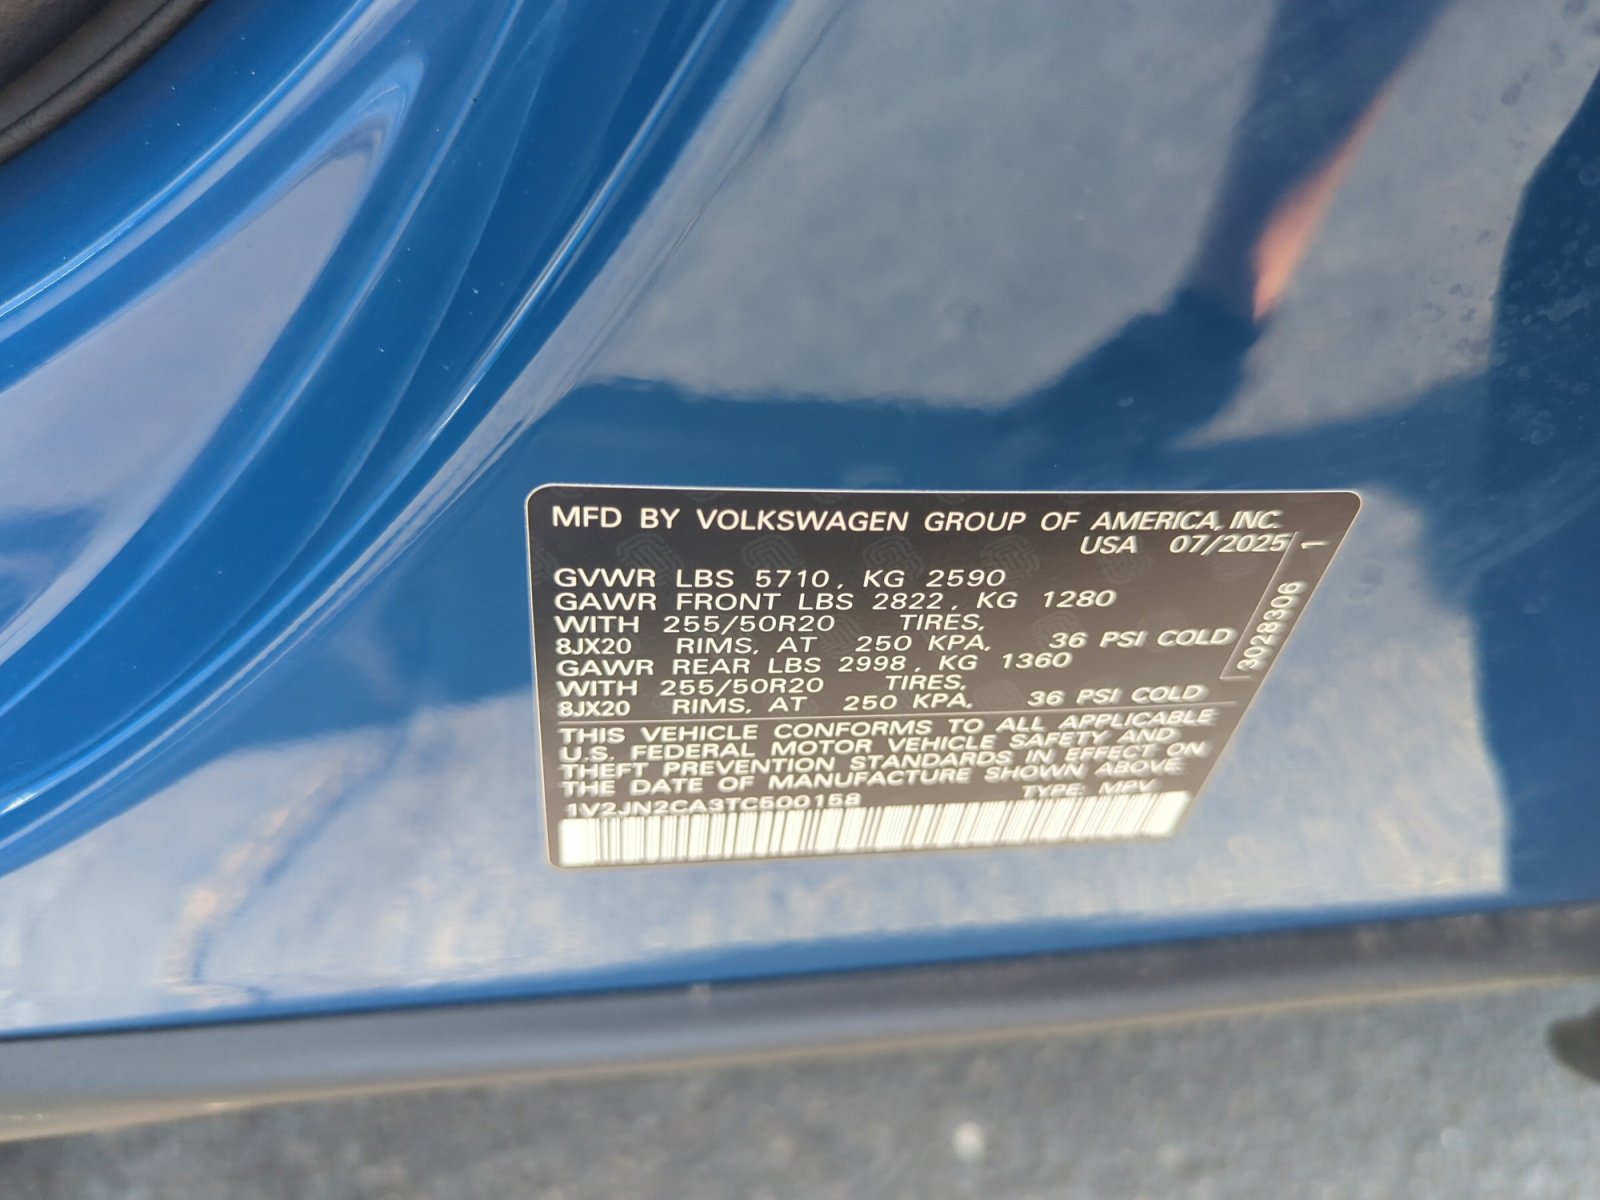 MFD BY VOLKSWAGEN GROUP OF AMERICA, INC.
USA 07/2025
GVWR LBS 5710, KG 2590
GAWR FRONT LBS 2822, KG 1280
WITH 255/50R20 TIRES,
8JX20 RIMS, AT 250 KPA, 36 PSI COLD
GAWR REAR LBS 2998, KG 1360
WITH 255/50R20 TIRES,
8JX20 RIMS, AT 250 KPA, 36 PSI COLD
THIS VEHICLE CONFORMS TO ALL APPLICABLE
U.S. FEDERAL MOTOR VEHICLE SAFETY AND
THEFT PREVENTION STANDARDS IN EFFECT ON
THE DATE OF MANUFACTURE SHOWN ABOVE.
1V2JN2CA3TC500158 TYPE: MPV
3028306 1